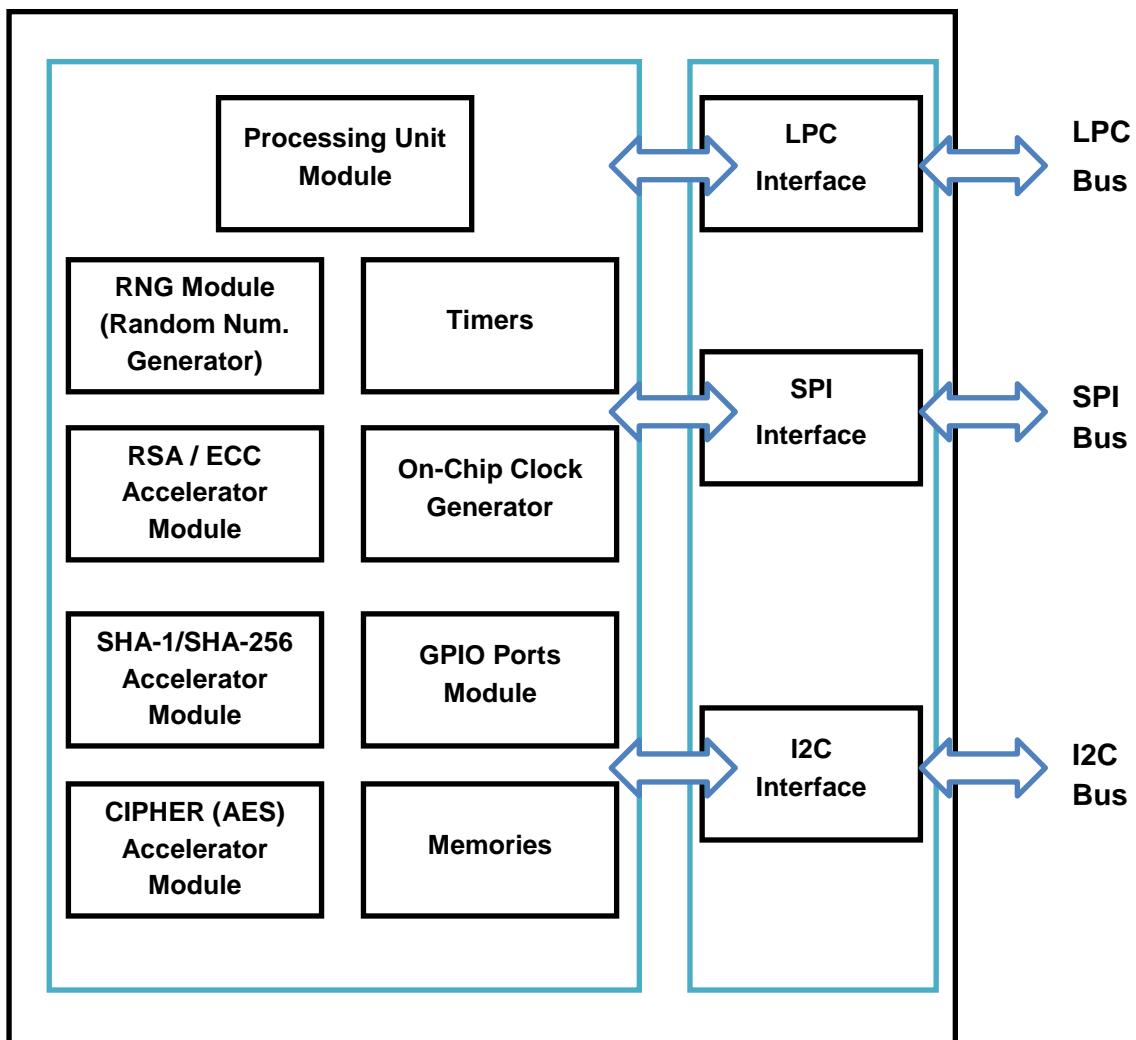 Processing Unit
Module
LPC
Interface
LPC
Bus
RNG Module
(Random Num.
Generator)
Timers
SPI
Interface
SPI
Bus
RSA / ECC
Accelerator
Module
On-Chip Clock
Generator
SHA-1/SHA-256
Accelerator
Module
GPIO Ports
Module
I2C
Interface
I2C
Bus
CIPHER (AES)
Accelerator
Module
Memories